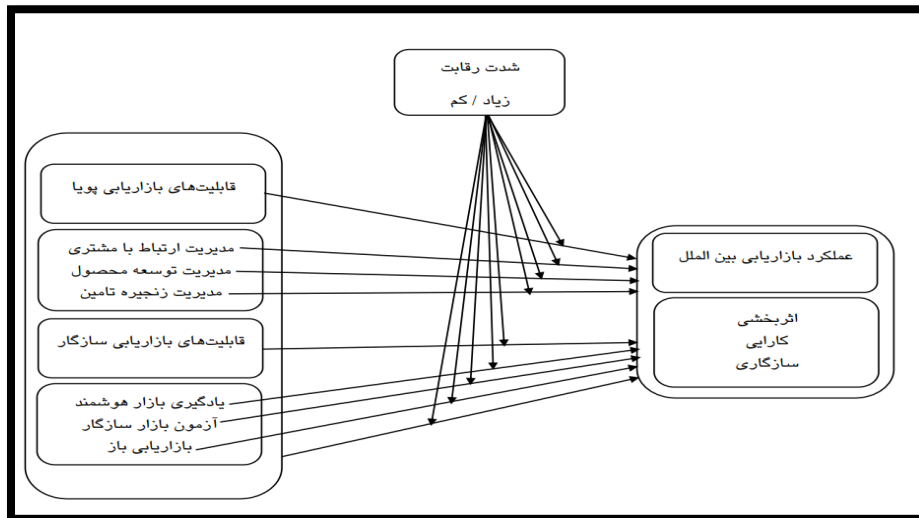 شدت رقابت
زیاد / کم
قابلیت‌های بازاریابی پویا
مدیریت ارتباط با مشتری
مدیریت توسعه محصول
مدیریت زنجیره تامین
قابلیت‌های بازاریابی سازگار
یادگیری بازار هوشمند
آزمون بازار سازگار
بازاریابی باز
عملکرد بازاریابی بین الملل
اثربخشی
کارایی
سازگاری